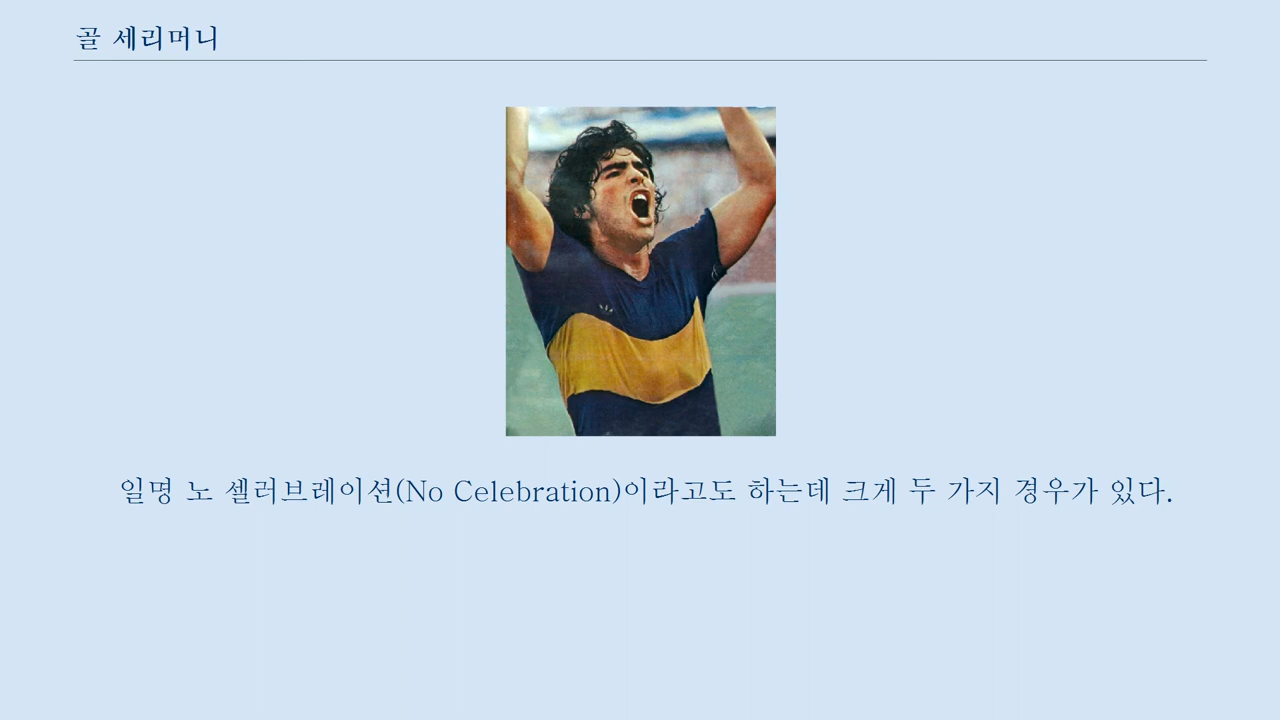 골 세리머니
일명 노 셀러브레이션(No Celebration)이라고도 하는데 크게 두 가지 경우가 있다.